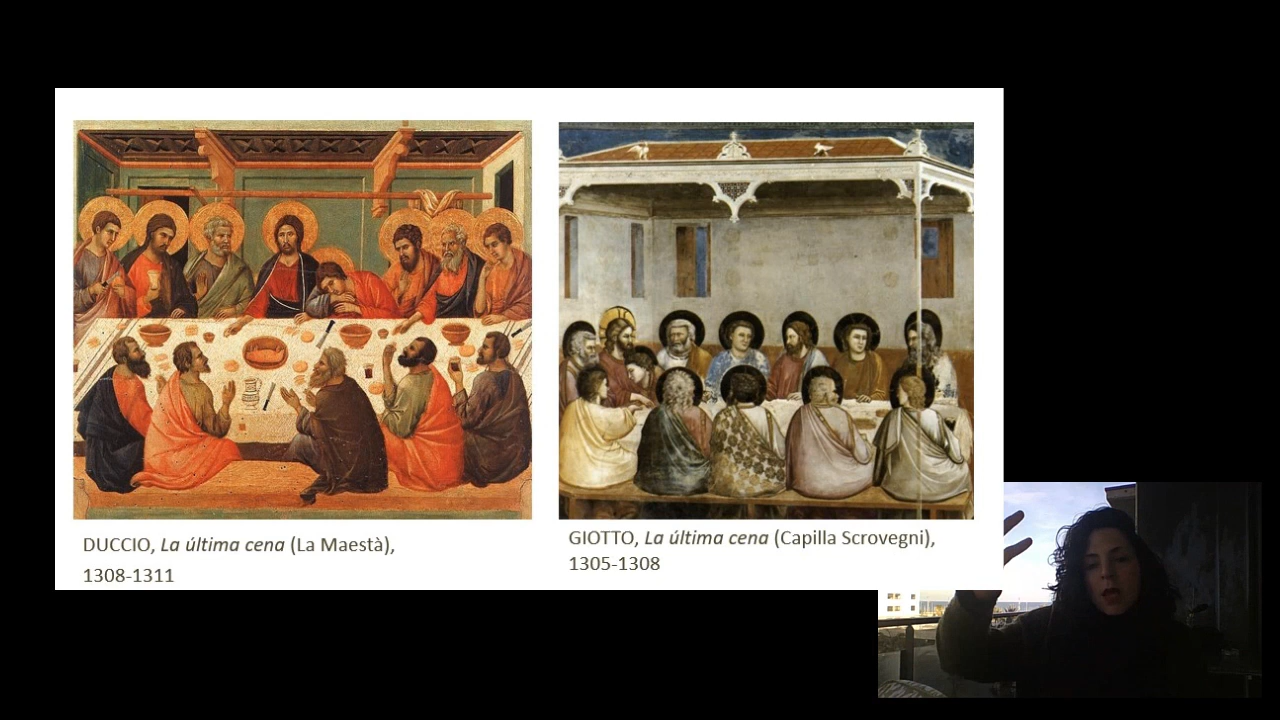 DUCCIO, La última cena (La Maestà),
1308-1311
GIOTTO, La última cena (Capilla Scrovegni),
1305-1308